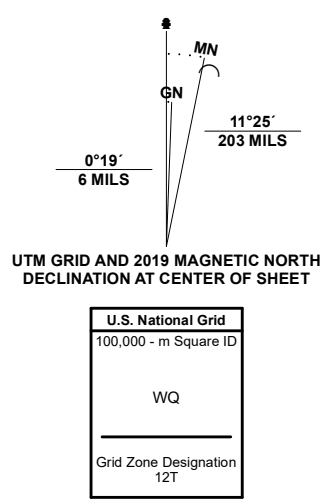 MN
GN
11°25´
203 MILS
0°19´
6 MILS
UTM GRID AND 2019 MAGNETIC NORTH
DECLINATION AT CENTER OF SHEET
U.S. National Grid
100,000 - m Square ID
WQ
Grid Zone Designation
12T